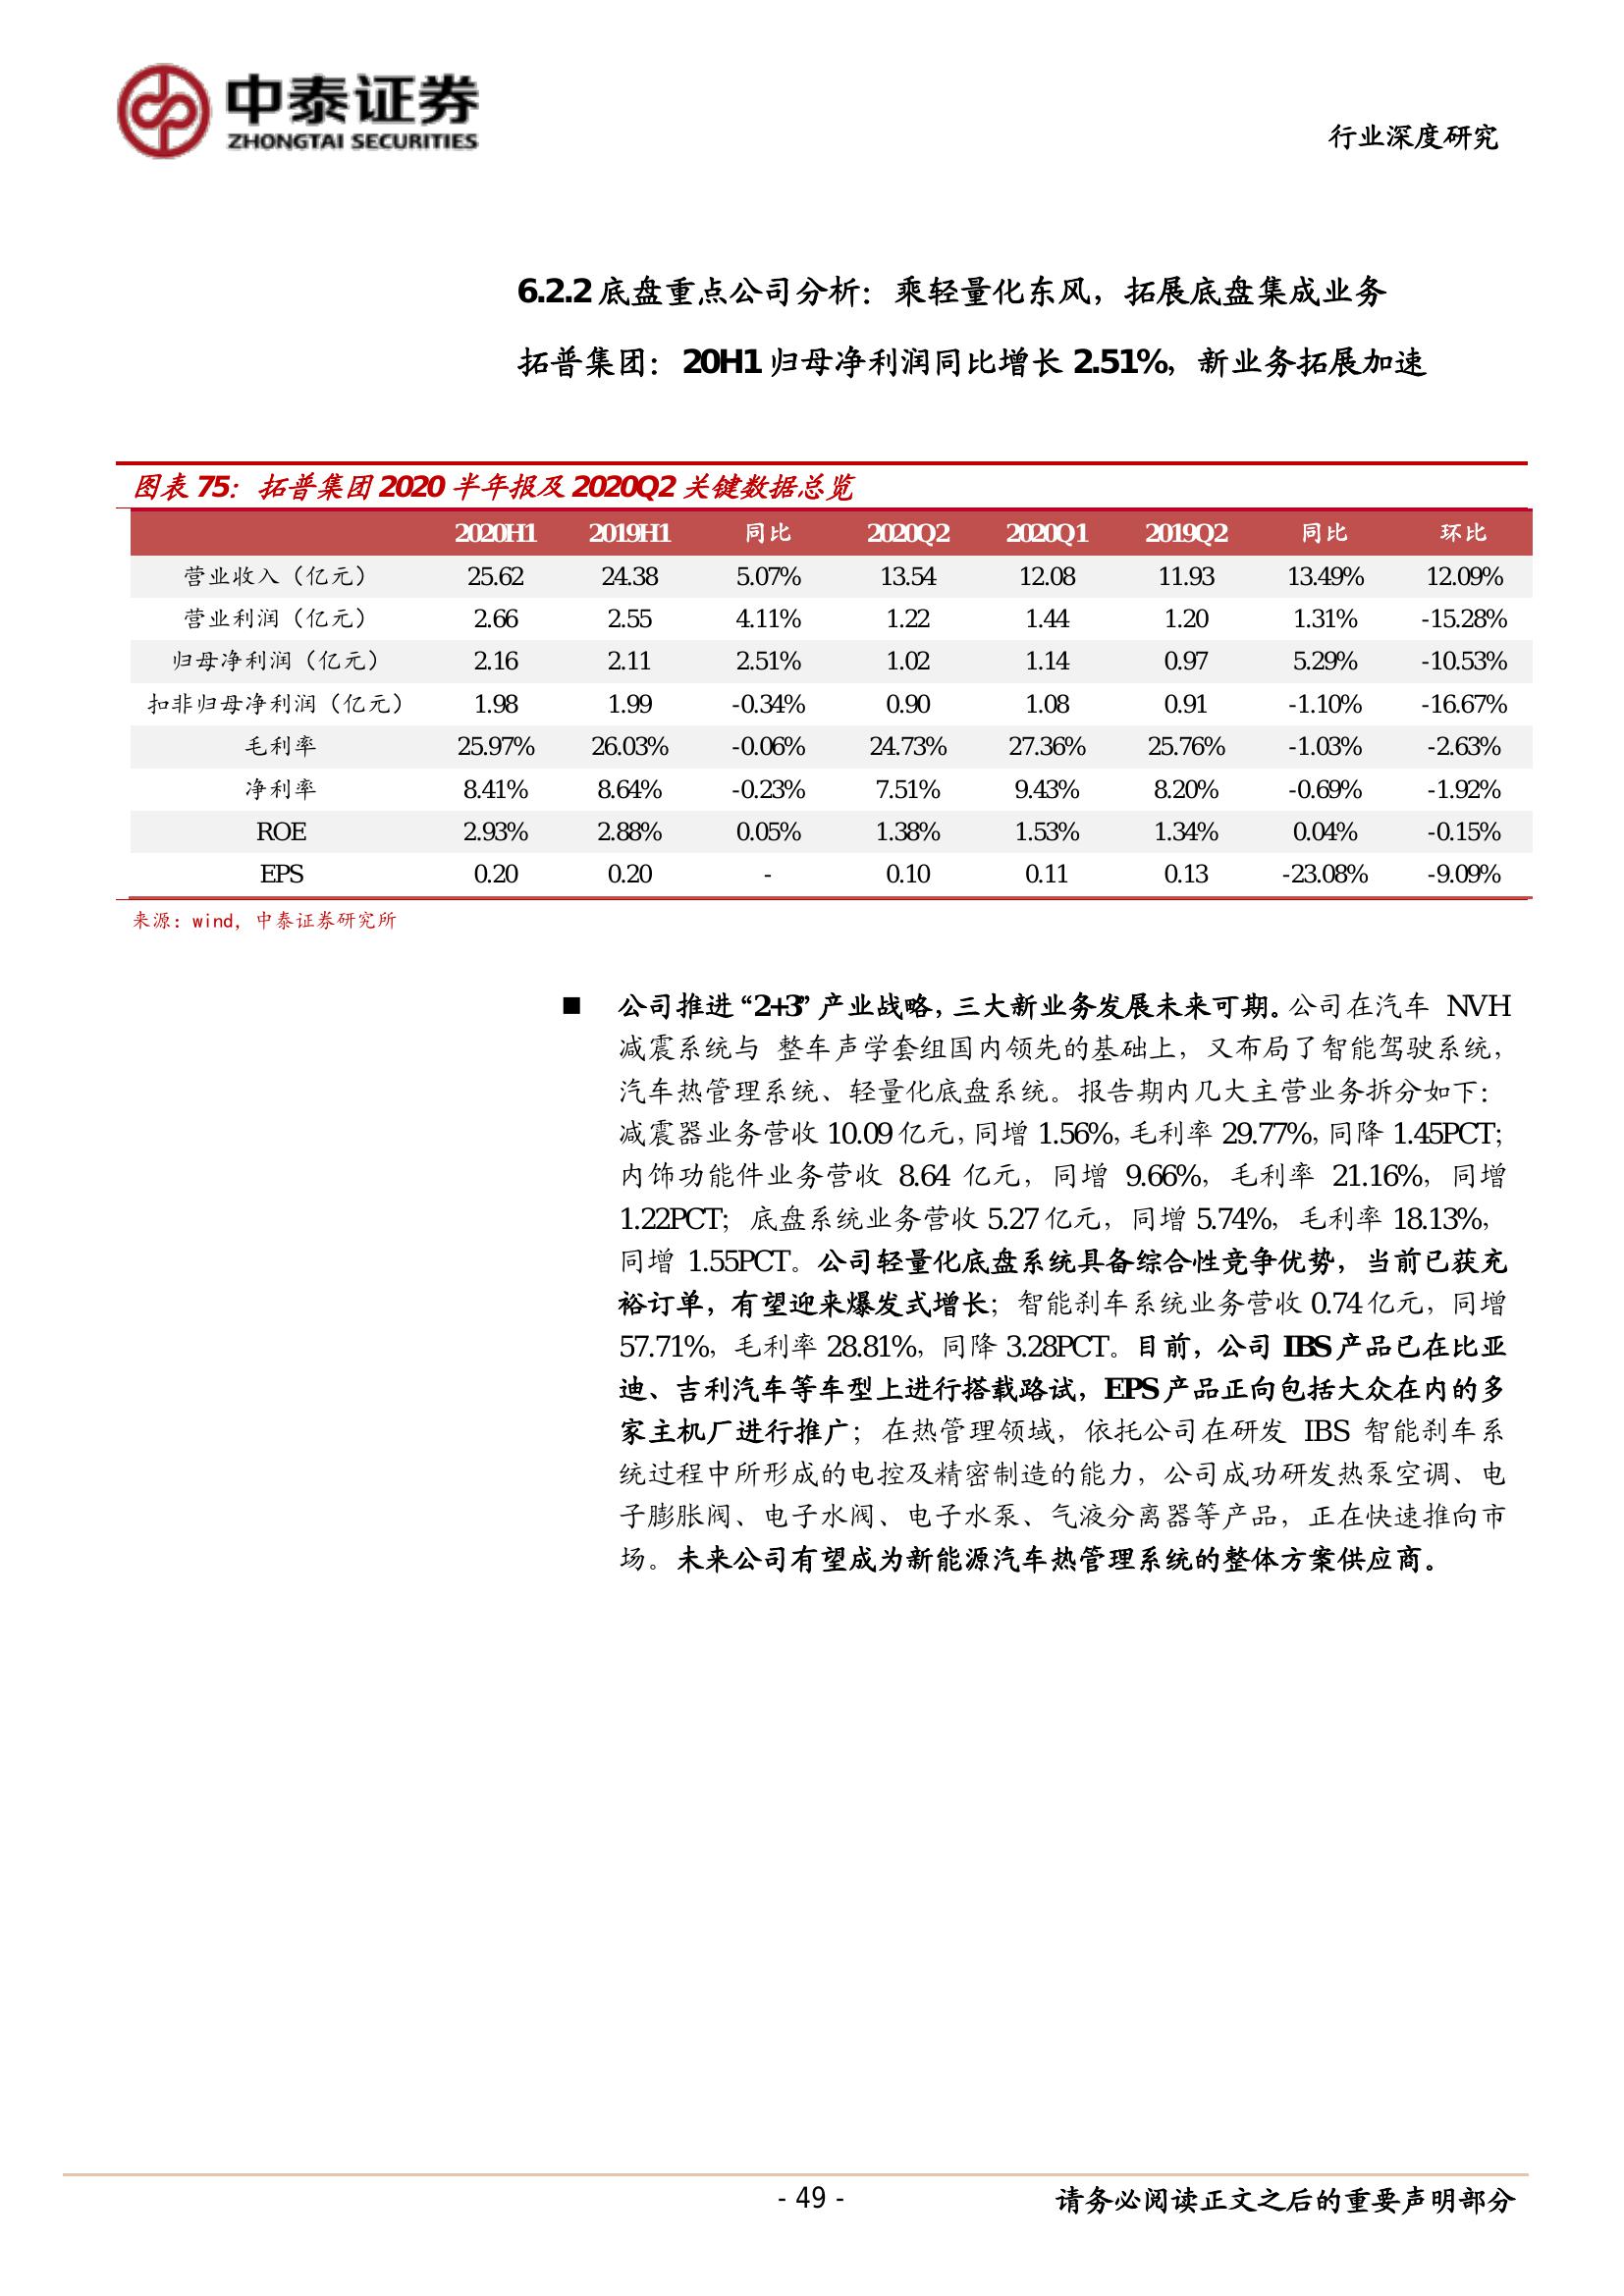 中泰证券
ZHONGTAI SECURITIES
行业深度研究
6.2.2 底盘重点公司分析：乘轻量化东风，拓展底盘集成业务
拓普集团：20H1 归母净利润同比增长 2.51%，新业务拓展加速
图表 75：拓普集团 2020 半年报及 2020Q2 关键数据总览
2020H1 2019H1 同比 2020Q2 2020Q1 2019Q2 同比 环比
营业收入（亿元） 25.62 24.38 5.07% 13.54 12.08 11.93 13.49% 12.09%
营业利润（亿元） 2.66 2.55 4.11% 1.22 1.44 1.20 1.31% -15.28%
归母净利润（亿元） 2.16 2.11 2.51% 1.02 1.14 0.97 5.29% -10.53%
扣非归母净利润（亿元） 1.98 1.99 -0.34% 0.90 1.08 0.91 -1.10% -16.67%
毛利率 25.97% 26.03% -0.06% 24.73% 27.36% 25.76% -1.03% -2.63%
净利率 8.41% 8.64% -0.23% 7.51% 9.43% 8.20% -0.69% -1.92%
ROE 2.93% 2.88% 0.05% 1.38% 1.53% 1.34% 0.04% -0.15%
EPS 0.20 0.20 - 0.10 0.11 0.13 -23.08% -9.09%
来源：wind，中泰证券研究所
■ 公司推进“2+3”产业战略，三大新业务发展未来可期。公司在汽车 NVH
减震系统与 整车声学套组国内领先的基础上，又布局了智能驾驶系统，
汽车热管理系统、轻量化底盘系统。报告期内几大主营业务拆分如下：
减震器业务营收 10.09 亿元，同增 1.56%，毛利率 29.77%，同降 1.45PCT；
内饰功能件业务营收 8.64 亿元，同增 9.66%，毛利率 21.16%，同增
1.22PCT；底盘系统业务营收 5.27 亿元，同增 5.74%，毛利率 18.13%，
同增 1.55PCT。公司轻量化底盘系统具备综合性竞争优势，当前已获充
裕订单，有望迎来爆发式增长；智能刹车系统业务营收 0.74 亿元，同增
57.71%，毛利率 28.81%，同降 3.28PCT。目前，公司 IBS 产品已在比亚
迪、吉利汽车等车型上进行搭载路试，EPS 产品正向包括大众在内的多
家主机厂进行推广；在热管理领域，依托公司在研发 IBS 智能刹车系
统过程中所形成的电控及精密制造的能力，公司成功研发热泵空调、电
子膨胀阀、电子水阀、电子水泵、气液分离器等产品，正在快速推向市
场。未来公司有望成为新能源汽车热管理系统的整体方案供应商。
- 49 -
请务必阅读正文之后的重要声明部分